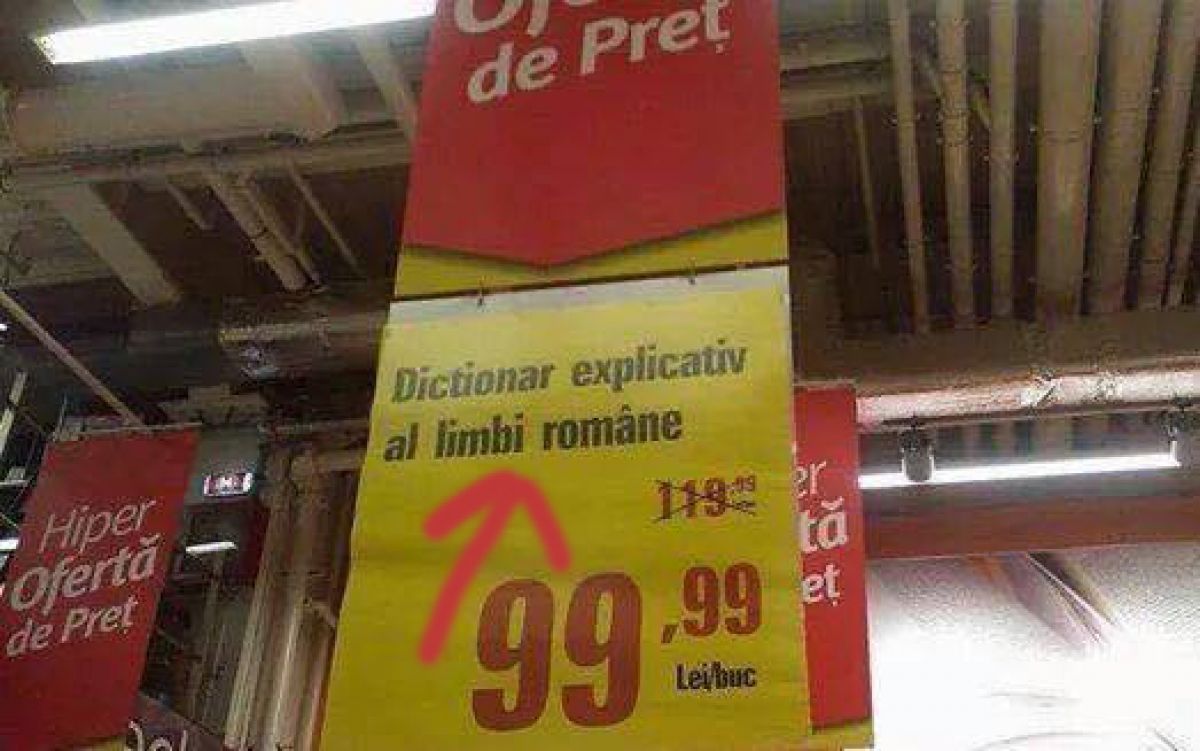 Ofertă
de Preț
Dictionar explicativ
al limbi române
119,99
99,99
Lei/buc
Hiper
Ofertă
de Preț
er
tă
eț